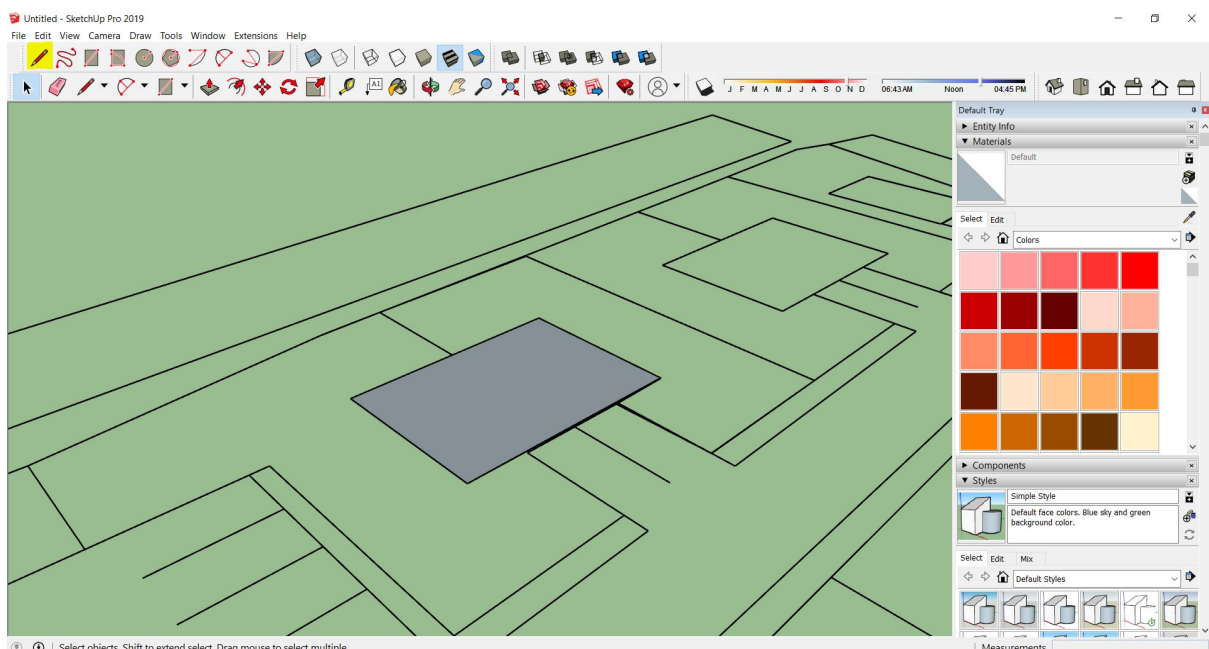 Untitled - SketchUp Pro 2019
File Edit View Camera Draw Tools Window Extensions Help
A1
J F M A M J J A S O N D 06:43 AM Noon 04:45 PM
Default Tray
Entity Info
Materials
Default
Select Edit
Colors
Components
Styles
Simple Style
Default face colors. Blue sky and green
background color.
Select Edit Mix
Default Styles
Select objects. Shift to extend select. Drag mouse to select multiple.
Measurements